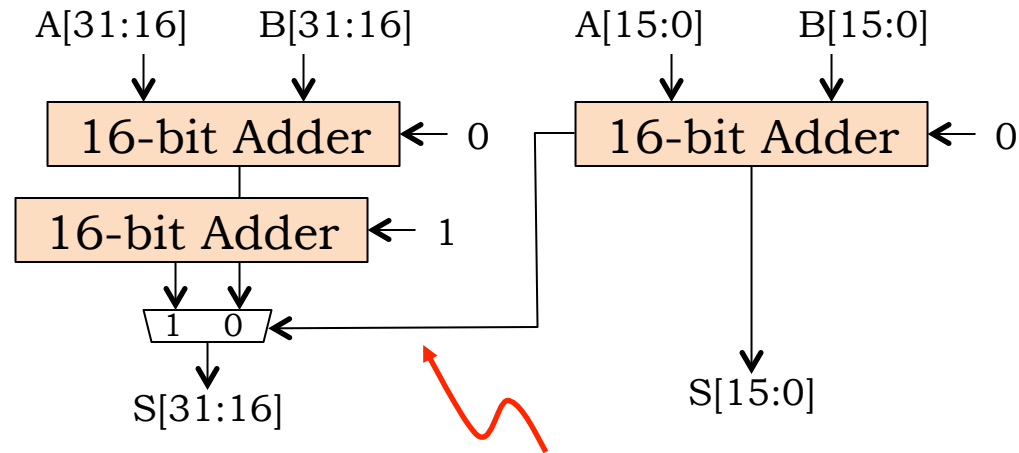 A[31:16] B[31:16] A[15:0] B[15:0]
16-bit Adder 0 16-bit Adder 0
16-bit Adder 1
1 0
S[31:16] S[15:0]